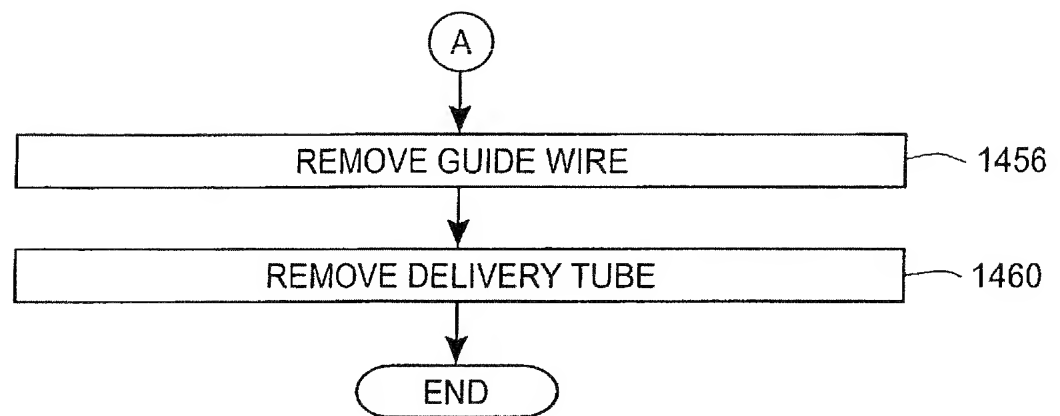 A
REMOVE GUIDE WIRE
1456
REMOVE DELIVERY TUBE
1460
END